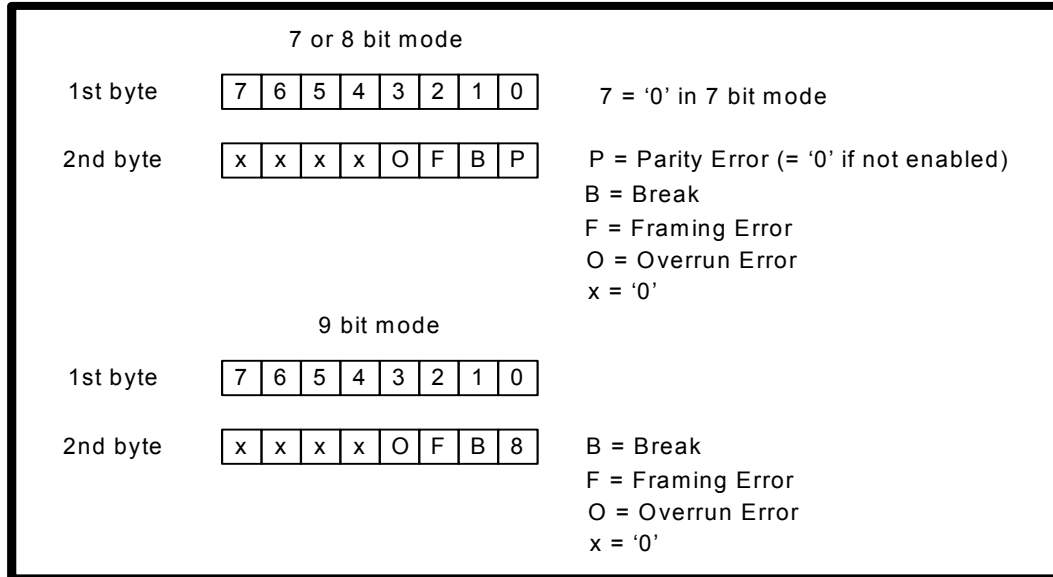 7 or 8 bit mode
1st byte 7 6 5 4 3 2 1 0 7 = ‘0’ in 7 bit mode
2nd byte x x x x O F B P P = Parity Error (= ‘0’ if not enabled)
B = Break
F = Framing Error
O = Overrun Error
x = ‘0’
9 bit mode
1st byte 7 6 5 4 3 2 1 0
2nd byte x x x x O F B 8 B = Break
F = Framing Error
O = Overrun Error
x = ‘0’